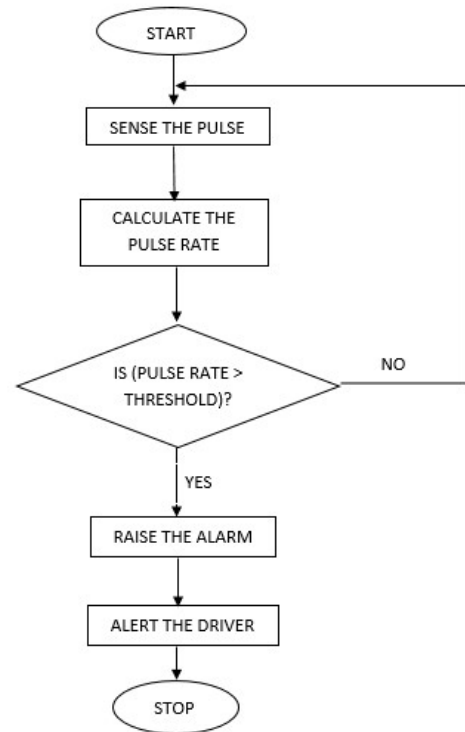 START
SENSE THE PULSE
CALCULATE THE
PULSE RATE
IS (PULSE RATE >
THRESHOLD)?
NO
YES
RAISE THE ALARM
ALERT THE DRIVER
STOP